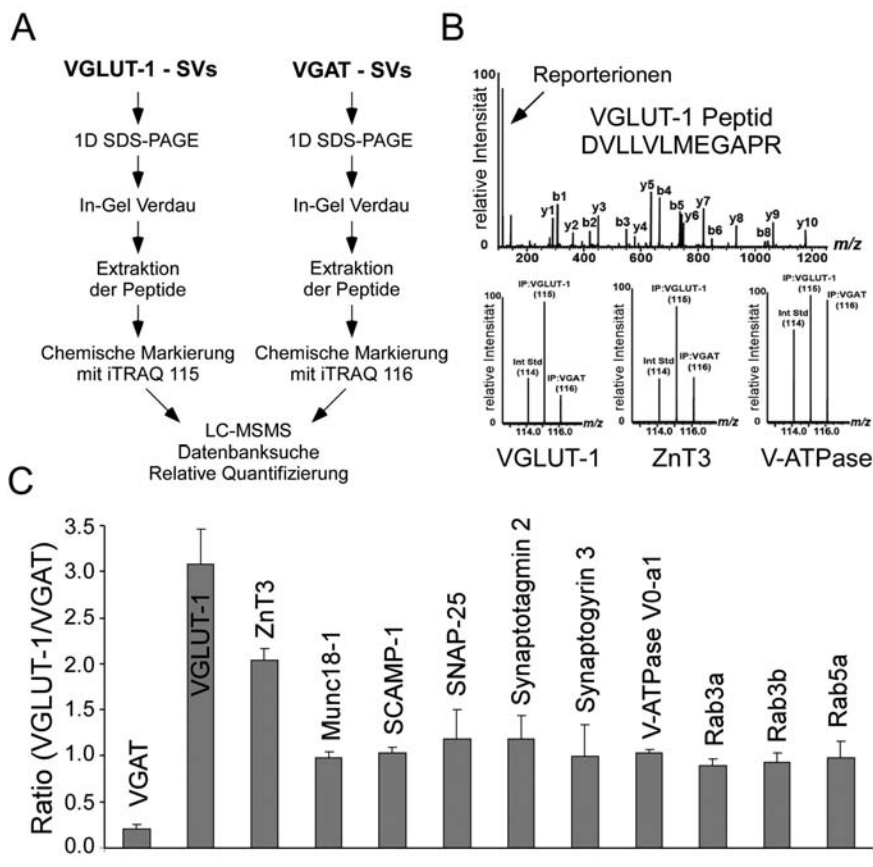 A
VGLUT-1 - SVs
VGAT - SVs
1D SDS-PAGE
1D SDS-PAGE
In-Gel Verdau
In-Gel Verdau
Extraktion
der Peptide
Extraktion
der Peptide
Chemische Markierung
mit iTRAQ 115
Chemische Markierung
mit iTRAQ 116
LC-MSMS
Datenbanksuche
Relative Quantifizierung
B
Reporterionen
VGLUT-1 Peptid
DVLLVLMEGAPR
relative Intensität
100
0
y1 b1 y2 b2 y3 b3 y4 y5 b4 b5 y6 y7 b6 y8 b8 y9 y10
200 400 600 800 1000 1200 m/z
relative Intensität
100
0
IP:VGLUT-1
(115)
Int Std
(114)
IP:VGAT
(116)
114.0 116.0 m/z
VGLUT-1
relative Intensität
100
0
IP:VGLUT-1
(115)
Int Std
(114)
IP:VGAT
(116)
114.0 116.0 m/z
ZnT3
relative Intensität
100
0
IP:VGLUT-1
(115)
Int Std
(114)
IP:VGAT
(116)
114.0 116.0 m/z
V-ATPase
C
Ratio (VGLUT-1/VGAT)
3.5
3.0
2.5
2.0
1.5
1.0
0.5
0.0
VGAT
VGLUT-1
ZnT3
Munc18-1
SCAMP-1
SNAP-25
Synaptotagmin 2
Synaptogyrin 3
V-ATPase V0-a1
Rab3a
Rab3b
Rab5a